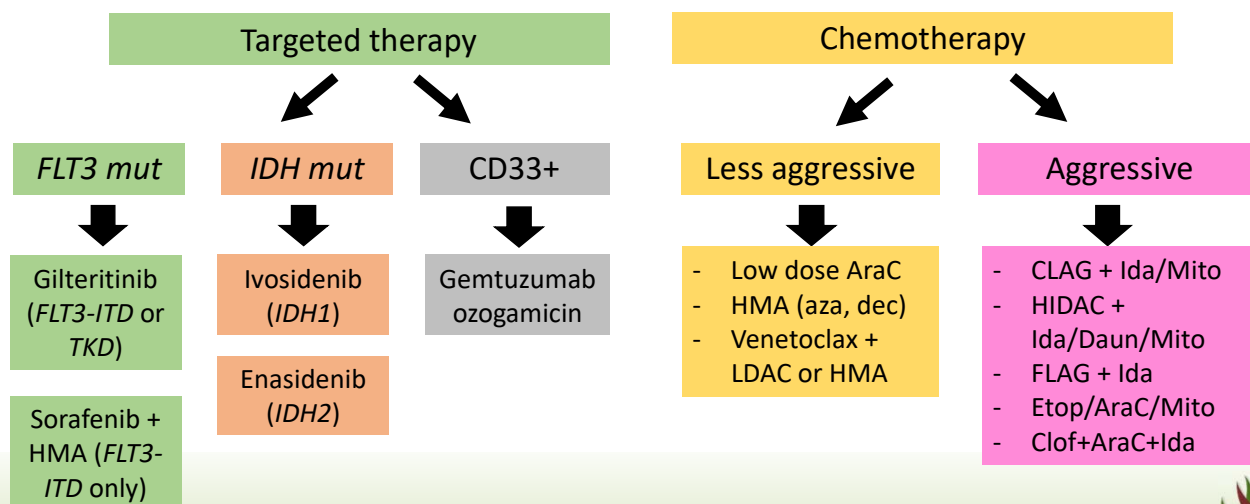 Targeted therapy
Chemotherapy
FLT3 mut
IDH mut
CD33+
Less aggressive
Aggressive
Gilteritinib
(FLT3-ITD or
TKD)
Sorafenib +
HMA (FLT3-
ITD only)
Ivosidenib
(IDH1)
Enasidenib
(IDH2)
Gemtuzumab
ozogamicin
- Low dose AraC
- HMA (aza, dec)
- Venetoclax +
LDAC or HMA
- CLAG + Ida/Mito
- HIDAC +
Ida/Daun/Mito
- FLAG + Ida
- Etop/AraC/Mito
- Clof+AraC+Ida